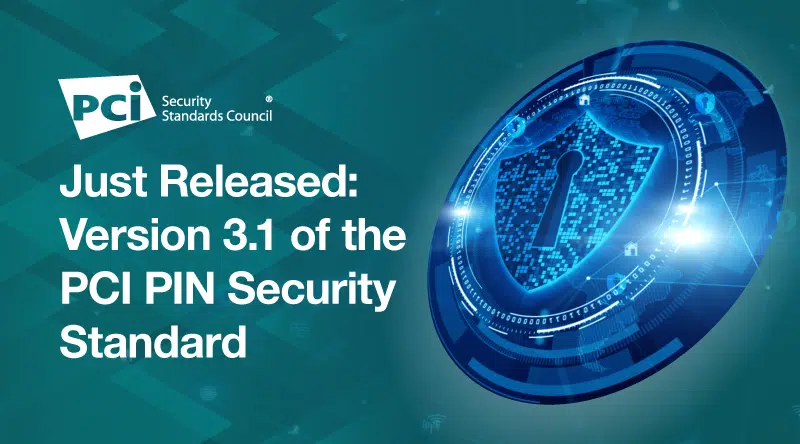 PCi Security
Standards Council®
Just Released:
Version 3.1 of the
PCI PIN Security
Standard